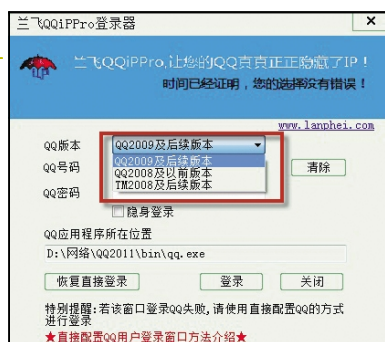 兰飞QQiPPro登录器
兰飞QQiPPro,让您的QQ真真正正隐藏了IP！
时间已经证明，您的选择没有错误！
www.lanphei.com
QQ版本
QQ2009及后续版本
QQ2009及后续版本
QQ号码
QQ2008及以前版本
清除
TM2008及后续版本
QQ密码
隐身登录
QQ应用程序所在位置
D:\网络\QQ2011\bin\qq.exe
恢复直接登录
登录
关闭
特别提醒:若该窗口登录QQ失败,请使用直接配置QQ的方式
进行登录
★直接配置QQ用户登录窗口方法介绍★